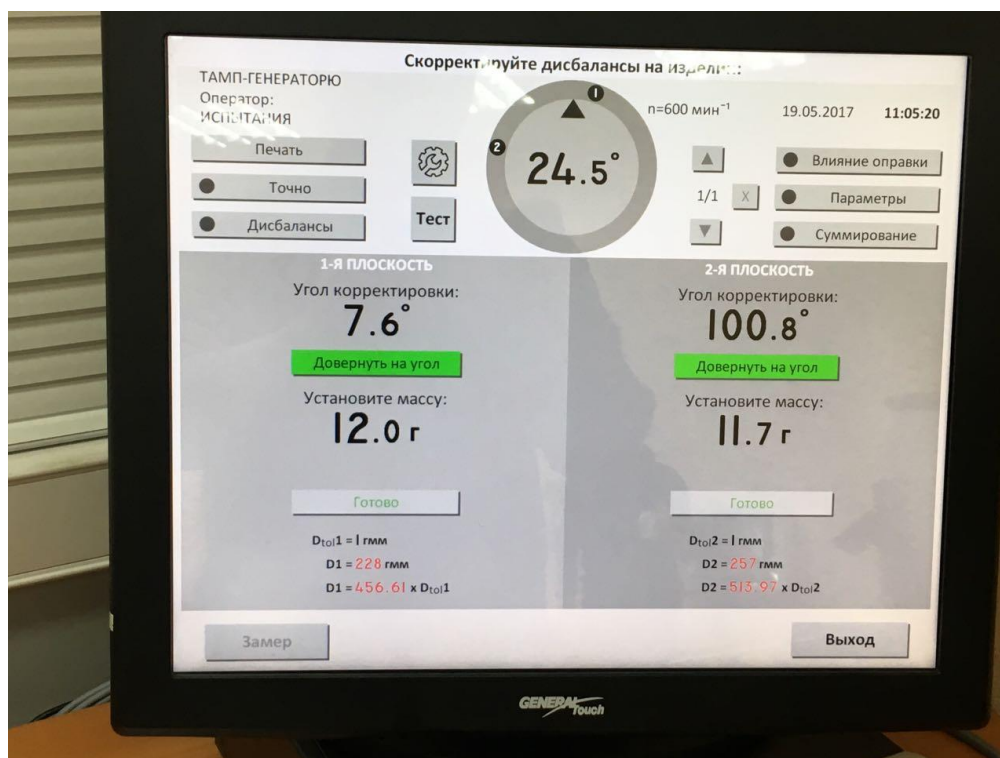 Скорректируйте дисбалансы на изделии:
ТАМП-ГЕНЕРАТОРЮ
Оператор:
ИСПЫТАНИЯ
n=600 мин⁻¹
19.05.2017 11:05:20
1
2
24.5°
Печать
Точно
Дисбалансы
Тест
1/1 X
Влияние оправки
Параметры
Суммирование
1-Я ПЛОСКОСТЬ
Угол корректировки:
7.6°
Довернуть на угол
Установите массу:
12.0 г
Готово
Dtol1 = 1 гмм
D1 = 228 гмм
D1 = 456.61 x Dtol1
2-Я ПЛОСКОСТЬ
Угол корректировки:
100.8°
Довернуть на угол
Установите массу:
11.7 г
Готово
Dtol2 = 1 гмм
D2 = 257 гмм
D2 = 513.97 x Dtol2
Замер
Выход
GENERAL Touch